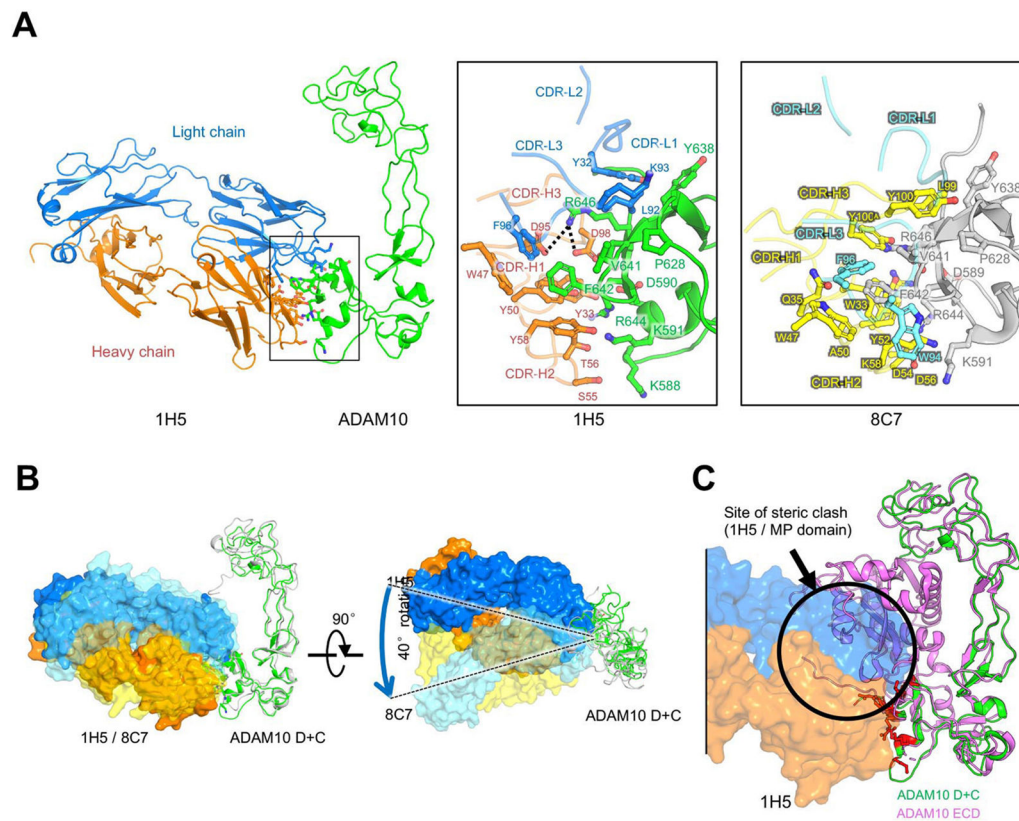 A
Light chain
Heavy chain
1H5
ADAM10
CDR-L2
CDR-L1
CDR-L3
Y32
K93
Y638
CDR-H3
R646
L92
F96
D95
D98
CDR-H1
V641
P628
W47
F642
D590
Y50
Y33
R644
K591
Y58
T56
CDR-H2
K588
S55
1H5
CDR-L2
CDR-L1
CDR-H3
L99
Y100
Y638
Y100A
CDR-L3
R646
P628
CDR-H1
V641
F96
D589
Q35
W33
F642
R644
W47
Y52
A50
K58
W94
K591
D54
CDR-H2
D56
8C7
B
1H5 / 8C7
ADAM10 D+C
90°
1H5
40° rotation
8C7
ADAM10 D+C
C
Site of steric clash
(1H5 / MP domain)
1H5
ADAM10 D+C
ADAM10 ECD